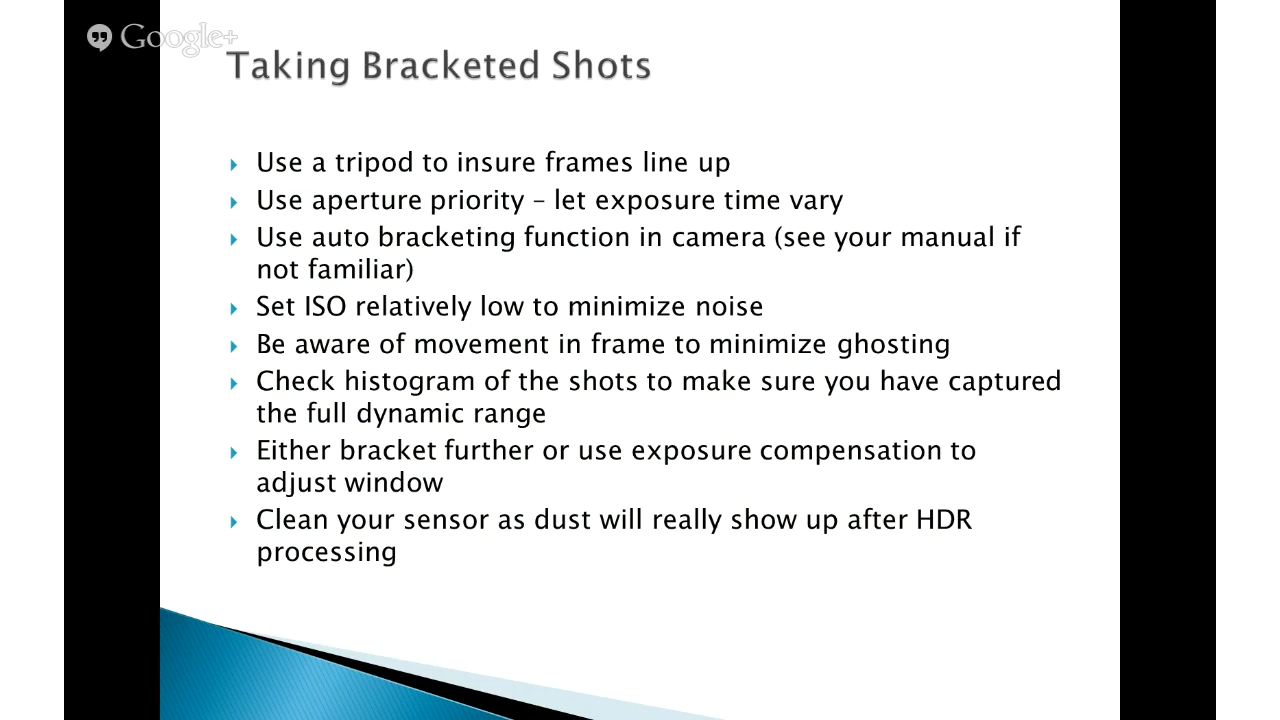 Google+
Taking Bracketed Shots
Use a tripod to insure frames line up
Use aperture priority – let exposure time vary
Use auto bracketing function in camera (see your manual if
not familiar)
Set ISO relatively low to minimize noise
Be aware of movement in frame to minimize ghosting
Check histogram of the shots to make sure you have captured
the full dynamic range
Either bracket further or use exposure compensation to
adjust window
Clean your sensor as dust will really show up after HDR
processing